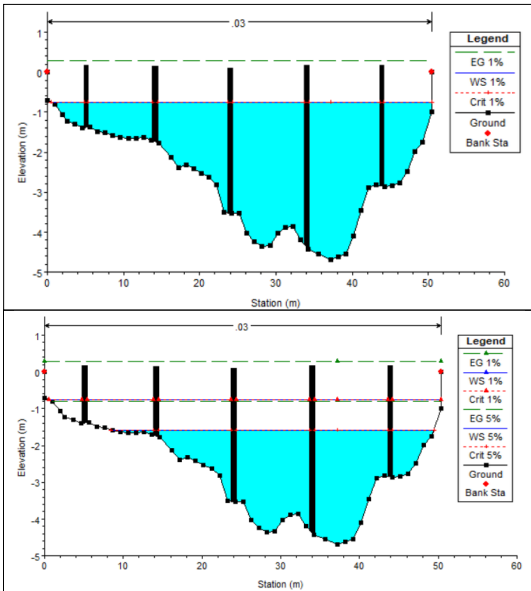 .03
Legend
EG 1%
WS 1%
Crit 1%
Ground
Bank Sta
Elevation (m)
1
0
-1
-2
-3
-4
-5
0
10
20
30
40
50
60
Station (m)
.03
Legend
EG 1%
WS 1%
Crit 1%
EG 5%
WS 5%
Crit 5%
Ground
Bank Sta
Elevation (m)
1
0
-1
-2
-3
-4
-5
0
10
20
30
40
50
60
Station (m)